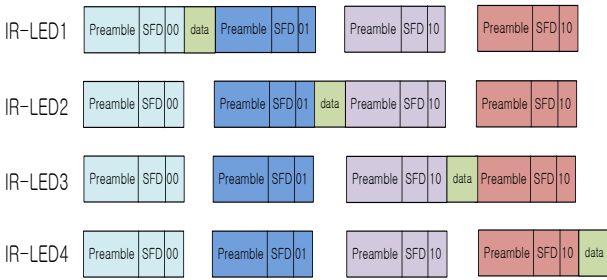 IR-LED1 Preamble SFD 00 data Preamble SFD 01 Preamble SFD 10 Preamble SFD 10
IR-LED2 Preamble SFD 00 Preamble SFD 01 data Preamble SFD 10 Preamble SFD 10
IR-LED3 Preamble SFD 00 Preamble SFD 01 Preamble SFD 10 data Preamble SFD 10
IR-LED4 Preamble SFD 00 Preamble SFD 01 Preamble SFD 10 Preamble SFD 10 data